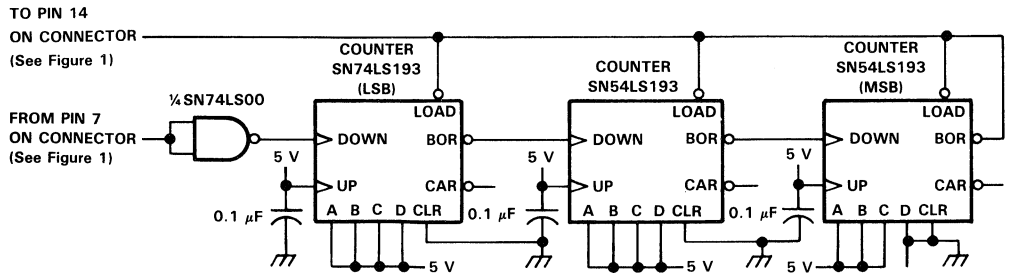 TO PIN 14
ON CONNECTOR
(See Figure 1)
COUNTER
SN74LS193
(LSB)
COUNTER
SN54LS193
COUNTER
SN54LS193
(MSB)
¼ SN74LS00
FROM PIN 7
ON CONNECTOR
(See Figure 1)
LOAD
DOWN
BOR
5 V
UP
CAR
0.1 μF
A B C D CLR
5 V
LOAD
DOWN
BOR
5 V
UP
CAR
0.1 μF
A B C D CLR
5 V
LOAD
DOWN
BOR
5 V
UP
CAR
0.1 μF
A B C D CLR
5 V